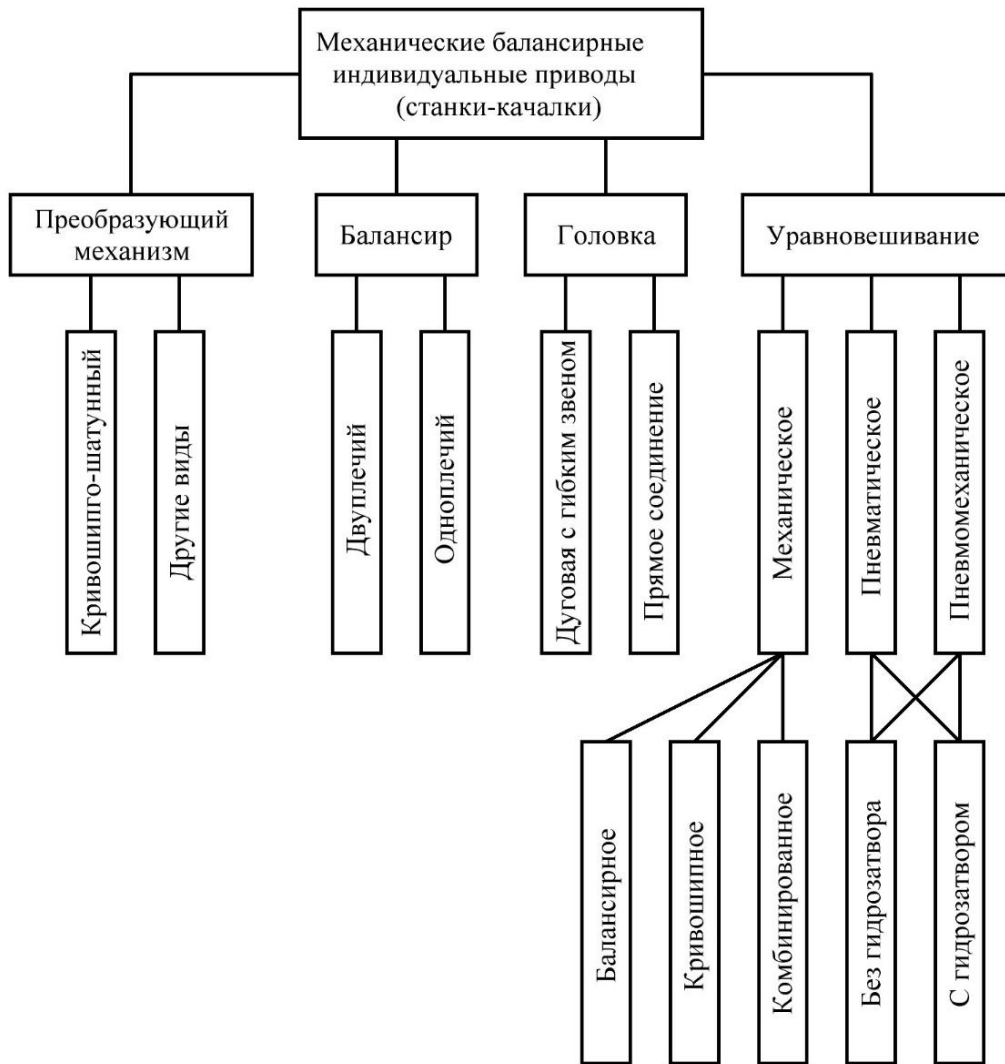 Механические балансирные
индивидуальные приводы
(станки-качалки)
Преобразующий
механизм
Балансир
Головка
Уравновешивание
Кривошипго-шатунный
Другие виды
Двуплечий
Одноплечий
Дуговая с гибким звеном
Прямое соединение
Механическое
Пневматическое
Пневмомеханическое
Балансирное
Кривошипное
Комбинированное
Без гидрозатвора
С гидрозатвором